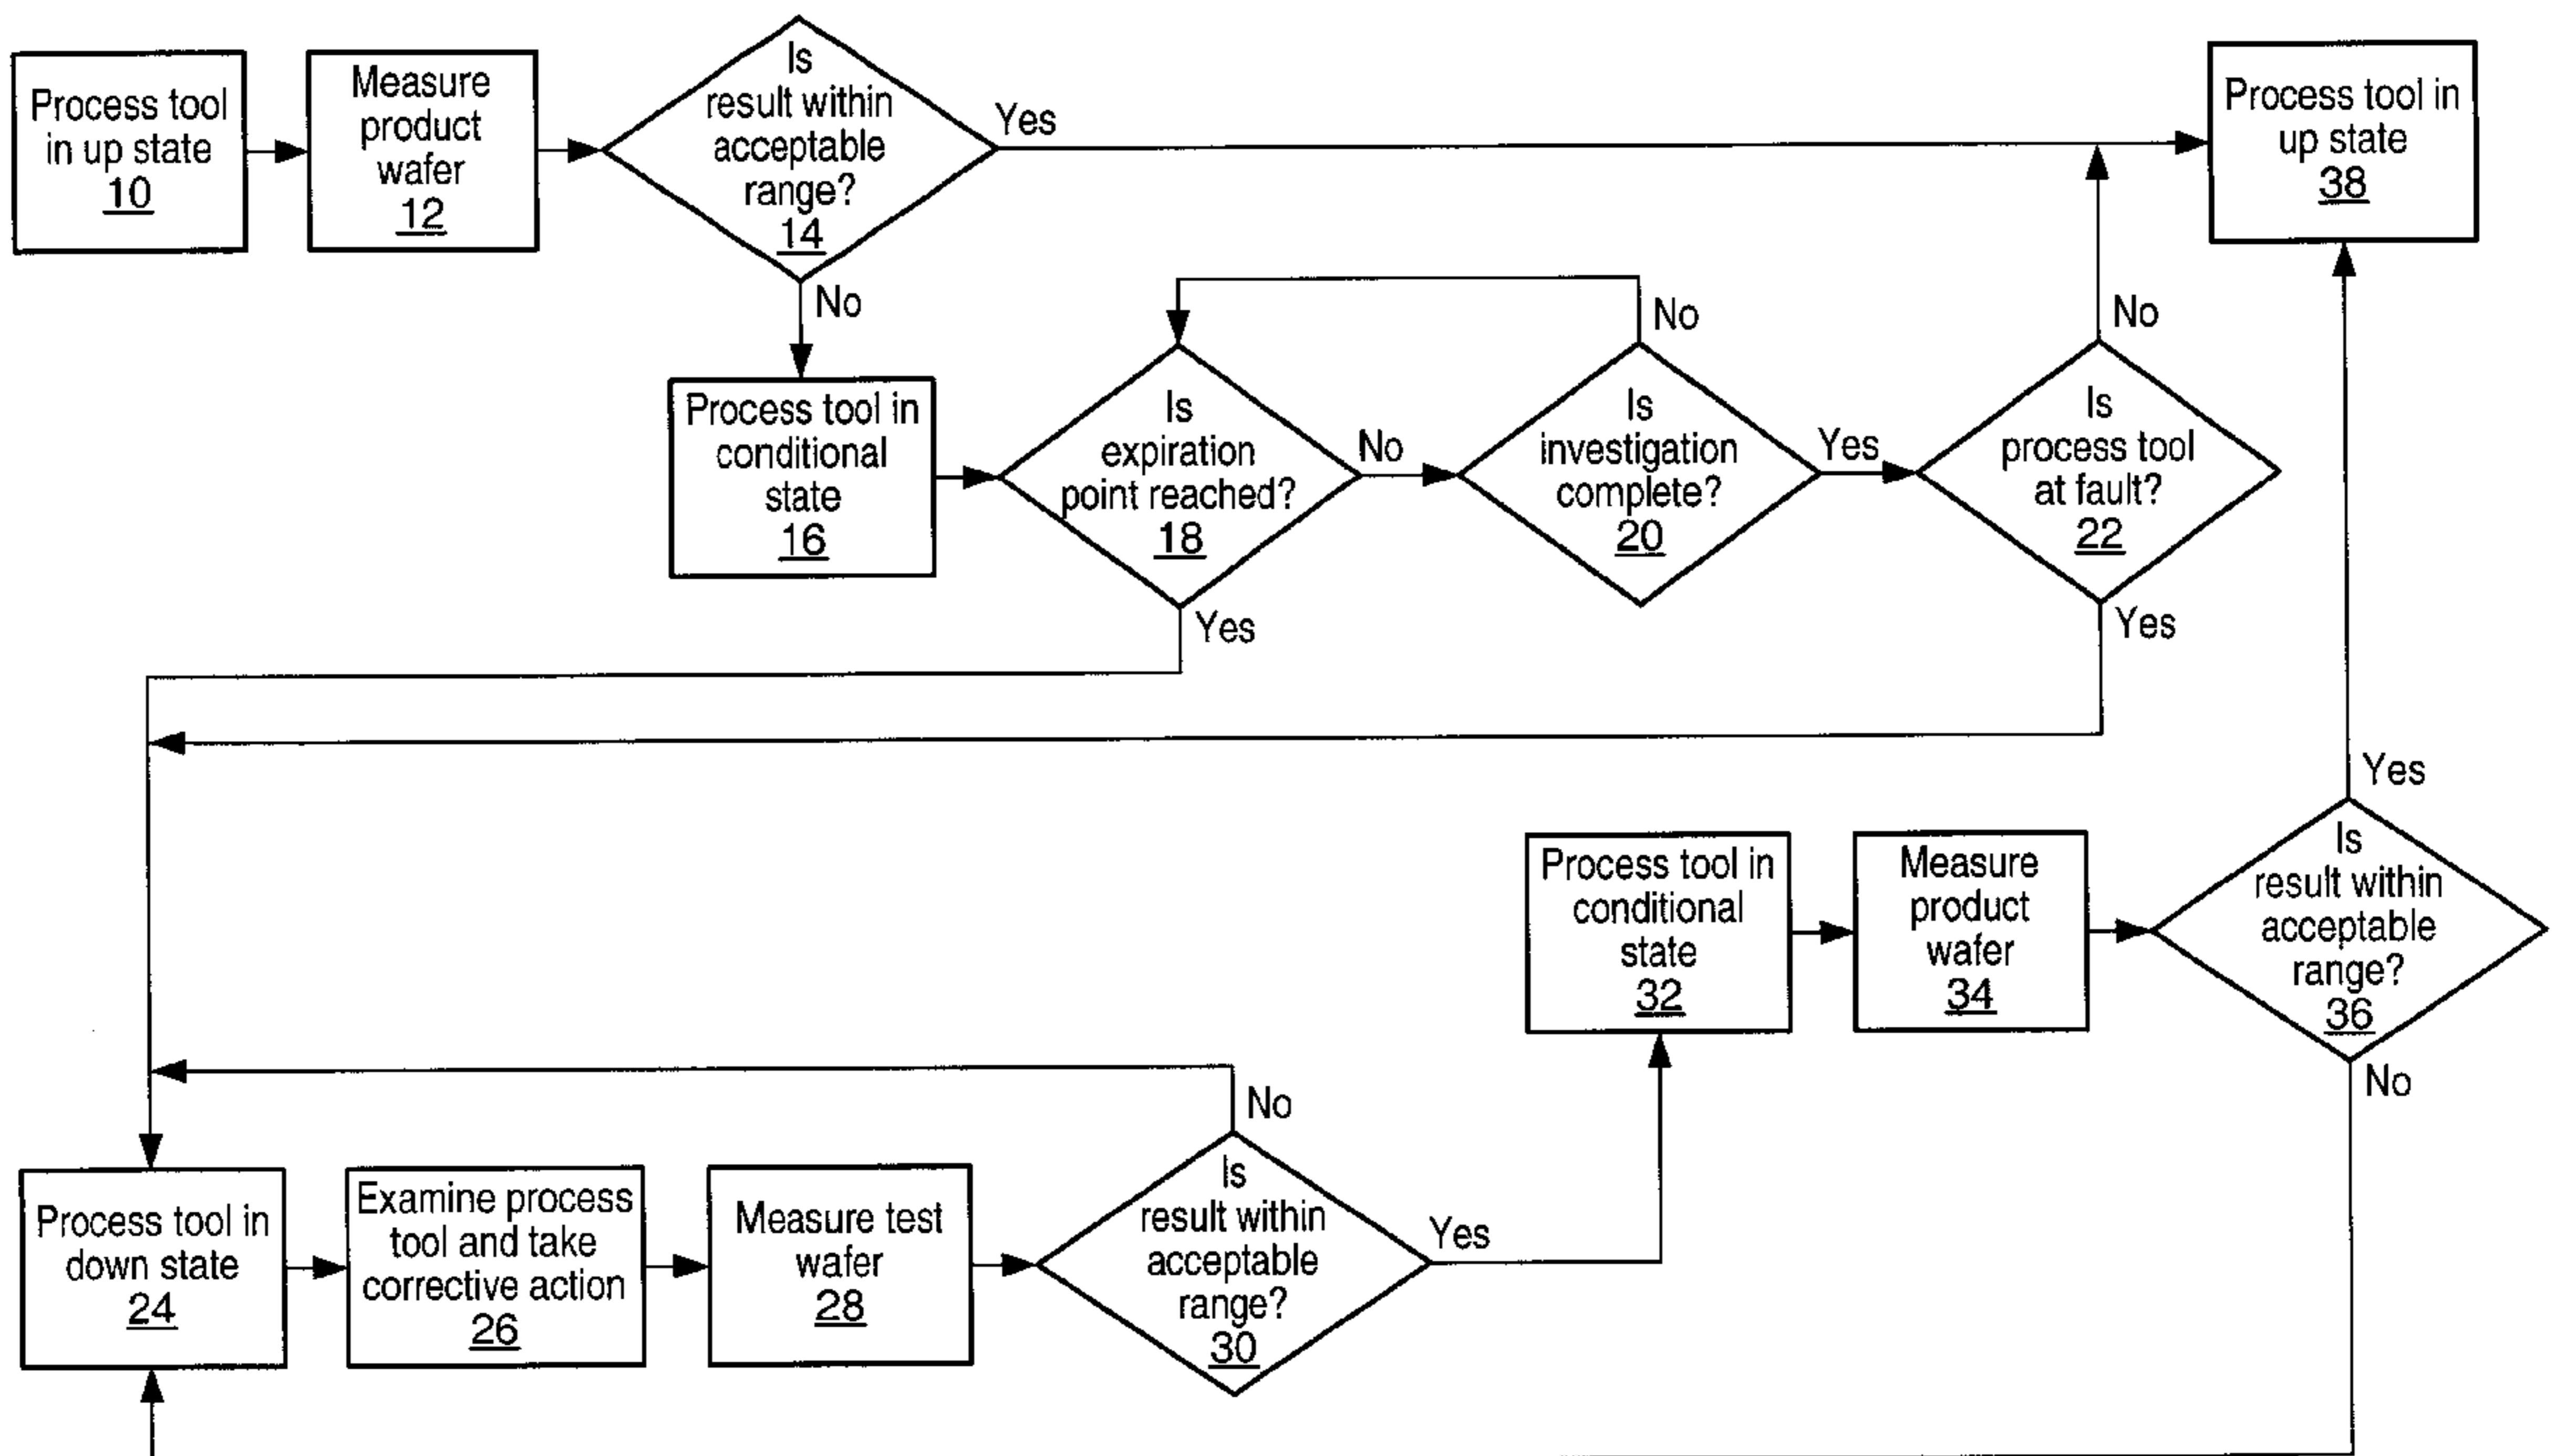 Process tool
in up state
10
Measure
product
wafer
12
Is
result within
acceptable
range?
14
Yes
No
Process tool in
up state
38
Process tool in
conditional
state
16
Is
expiration
point reached?
18
No
Yes
Is
investigation
complete?
20
No
Yes
Is
process tool
at fault?
22
No
Yes
Process tool in
down state
24
Examine process
tool and take
corrective action
26
Measure test
wafer
28
Is
result within
acceptable
range?
30
No
Yes
Process tool in
conditional
state
32
Measure
product
wafer
34
Is
result within
acceptable
range?
36
Yes
No